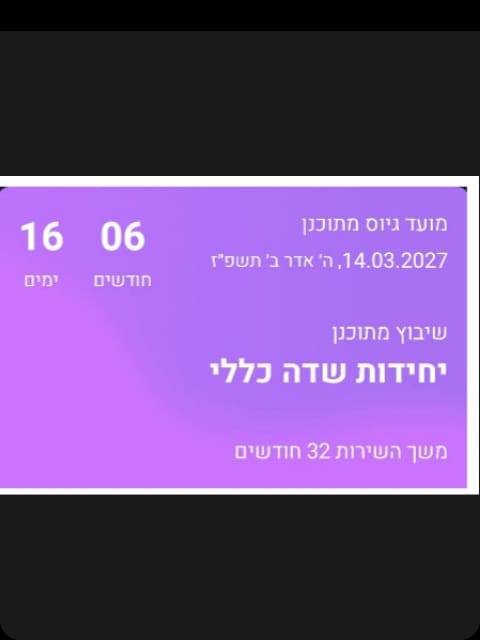 מועד גיוס מתוכנן
14.03.2027, ה׳ אדר ב׳ תשפ״ז
06 חודשים
16 ימים
שיבוץ מתוכנן
יחידות שדה כללי
משך השירות 32 חודשים